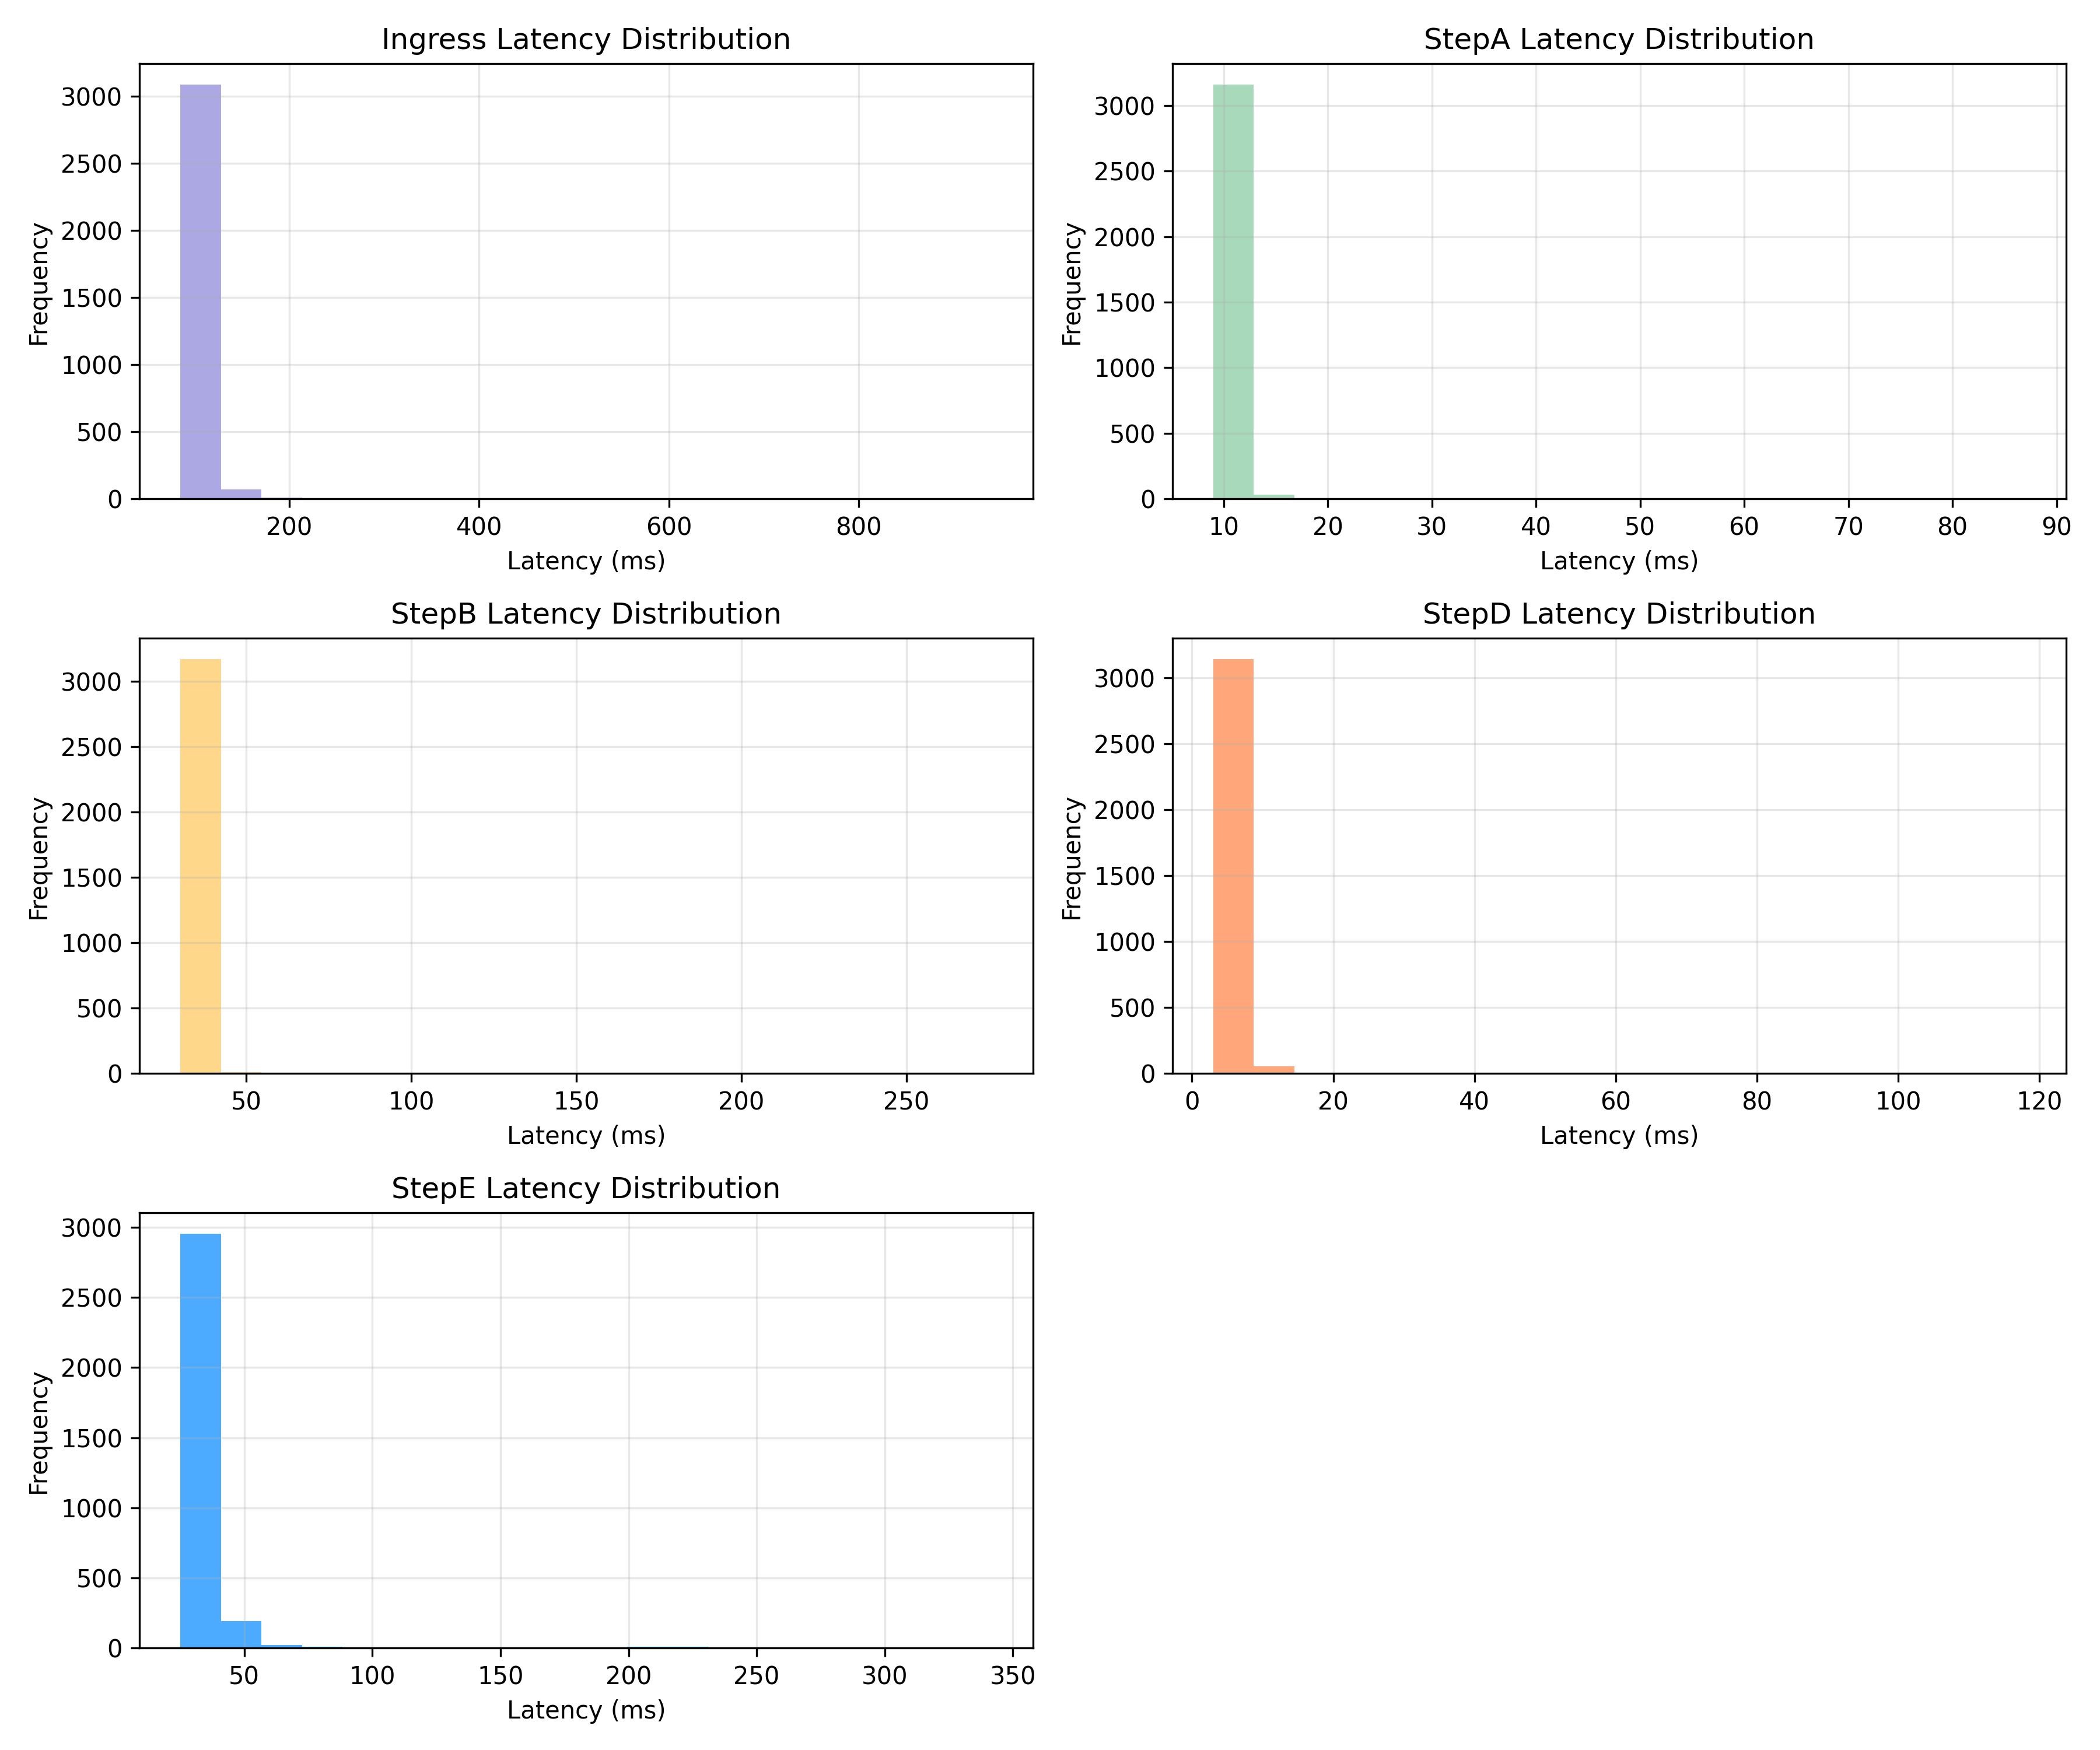 Ingress Latency Distribution
Frequency
3000
2500
2000
1500
1000
500
0
200 400 600 800
Latency (ms)
StepA Latency Distribution
Frequency
3000
2500
2000
1500
1000
500
0
10 20 30 40 50 60 70 80 90
Latency (ms)
StepB Latency Distribution
Frequency
3000
2500
2000
1500
1000
500
0
50 100 150 200 250
Latency (ms)
StepD Latency Distribution
Frequency
3000
2500
2000
1500
1000
500
0
0 20 40 60 80 100 120
Latency (ms)
StepE Latency Distribution
Frequency
3000
2500
2000
1500
1000
500
0
50 100 150 200 250 300 350
Latency (ms)